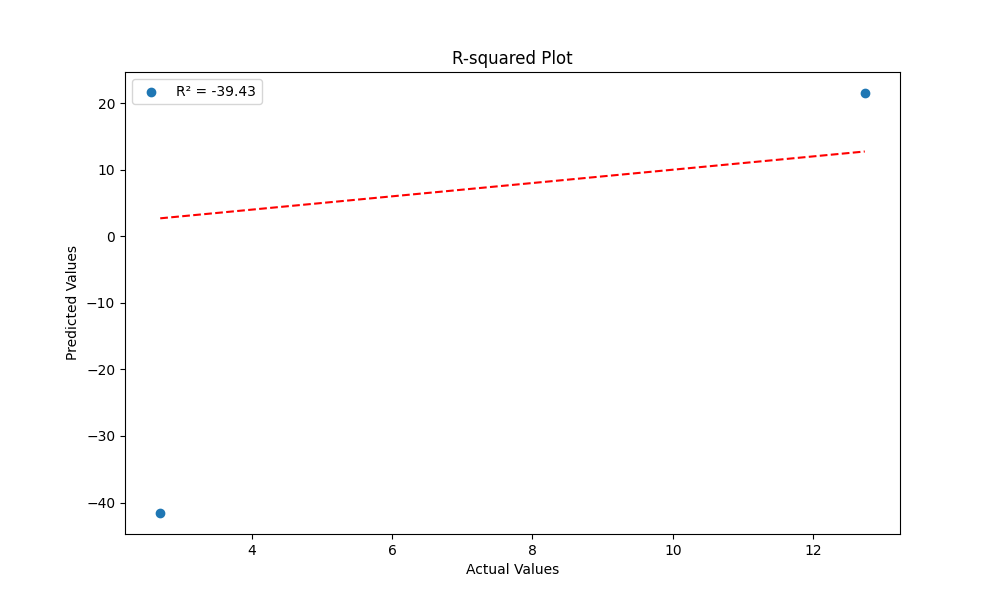 R-squared Plot
R² = -39.43
20
10
0
−10
−20
−30
−40
Predicted Values
4 6 8 10 12
Actual Values